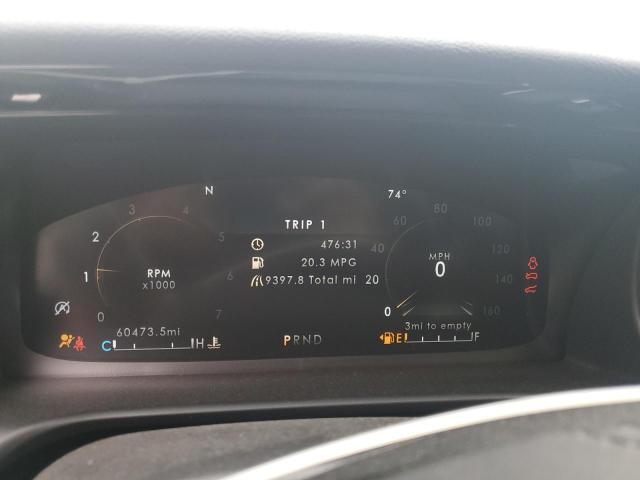 N 74°
TRIP 1
476:31
20.3 MPG
9397.8 Total mi
0 1 2 3 4 5 6 7
RPM
x1000
0 20 40 60 80 100 120 140 160
MPH
0
60473.5mi
3mi to empty
C H
PRND
E F